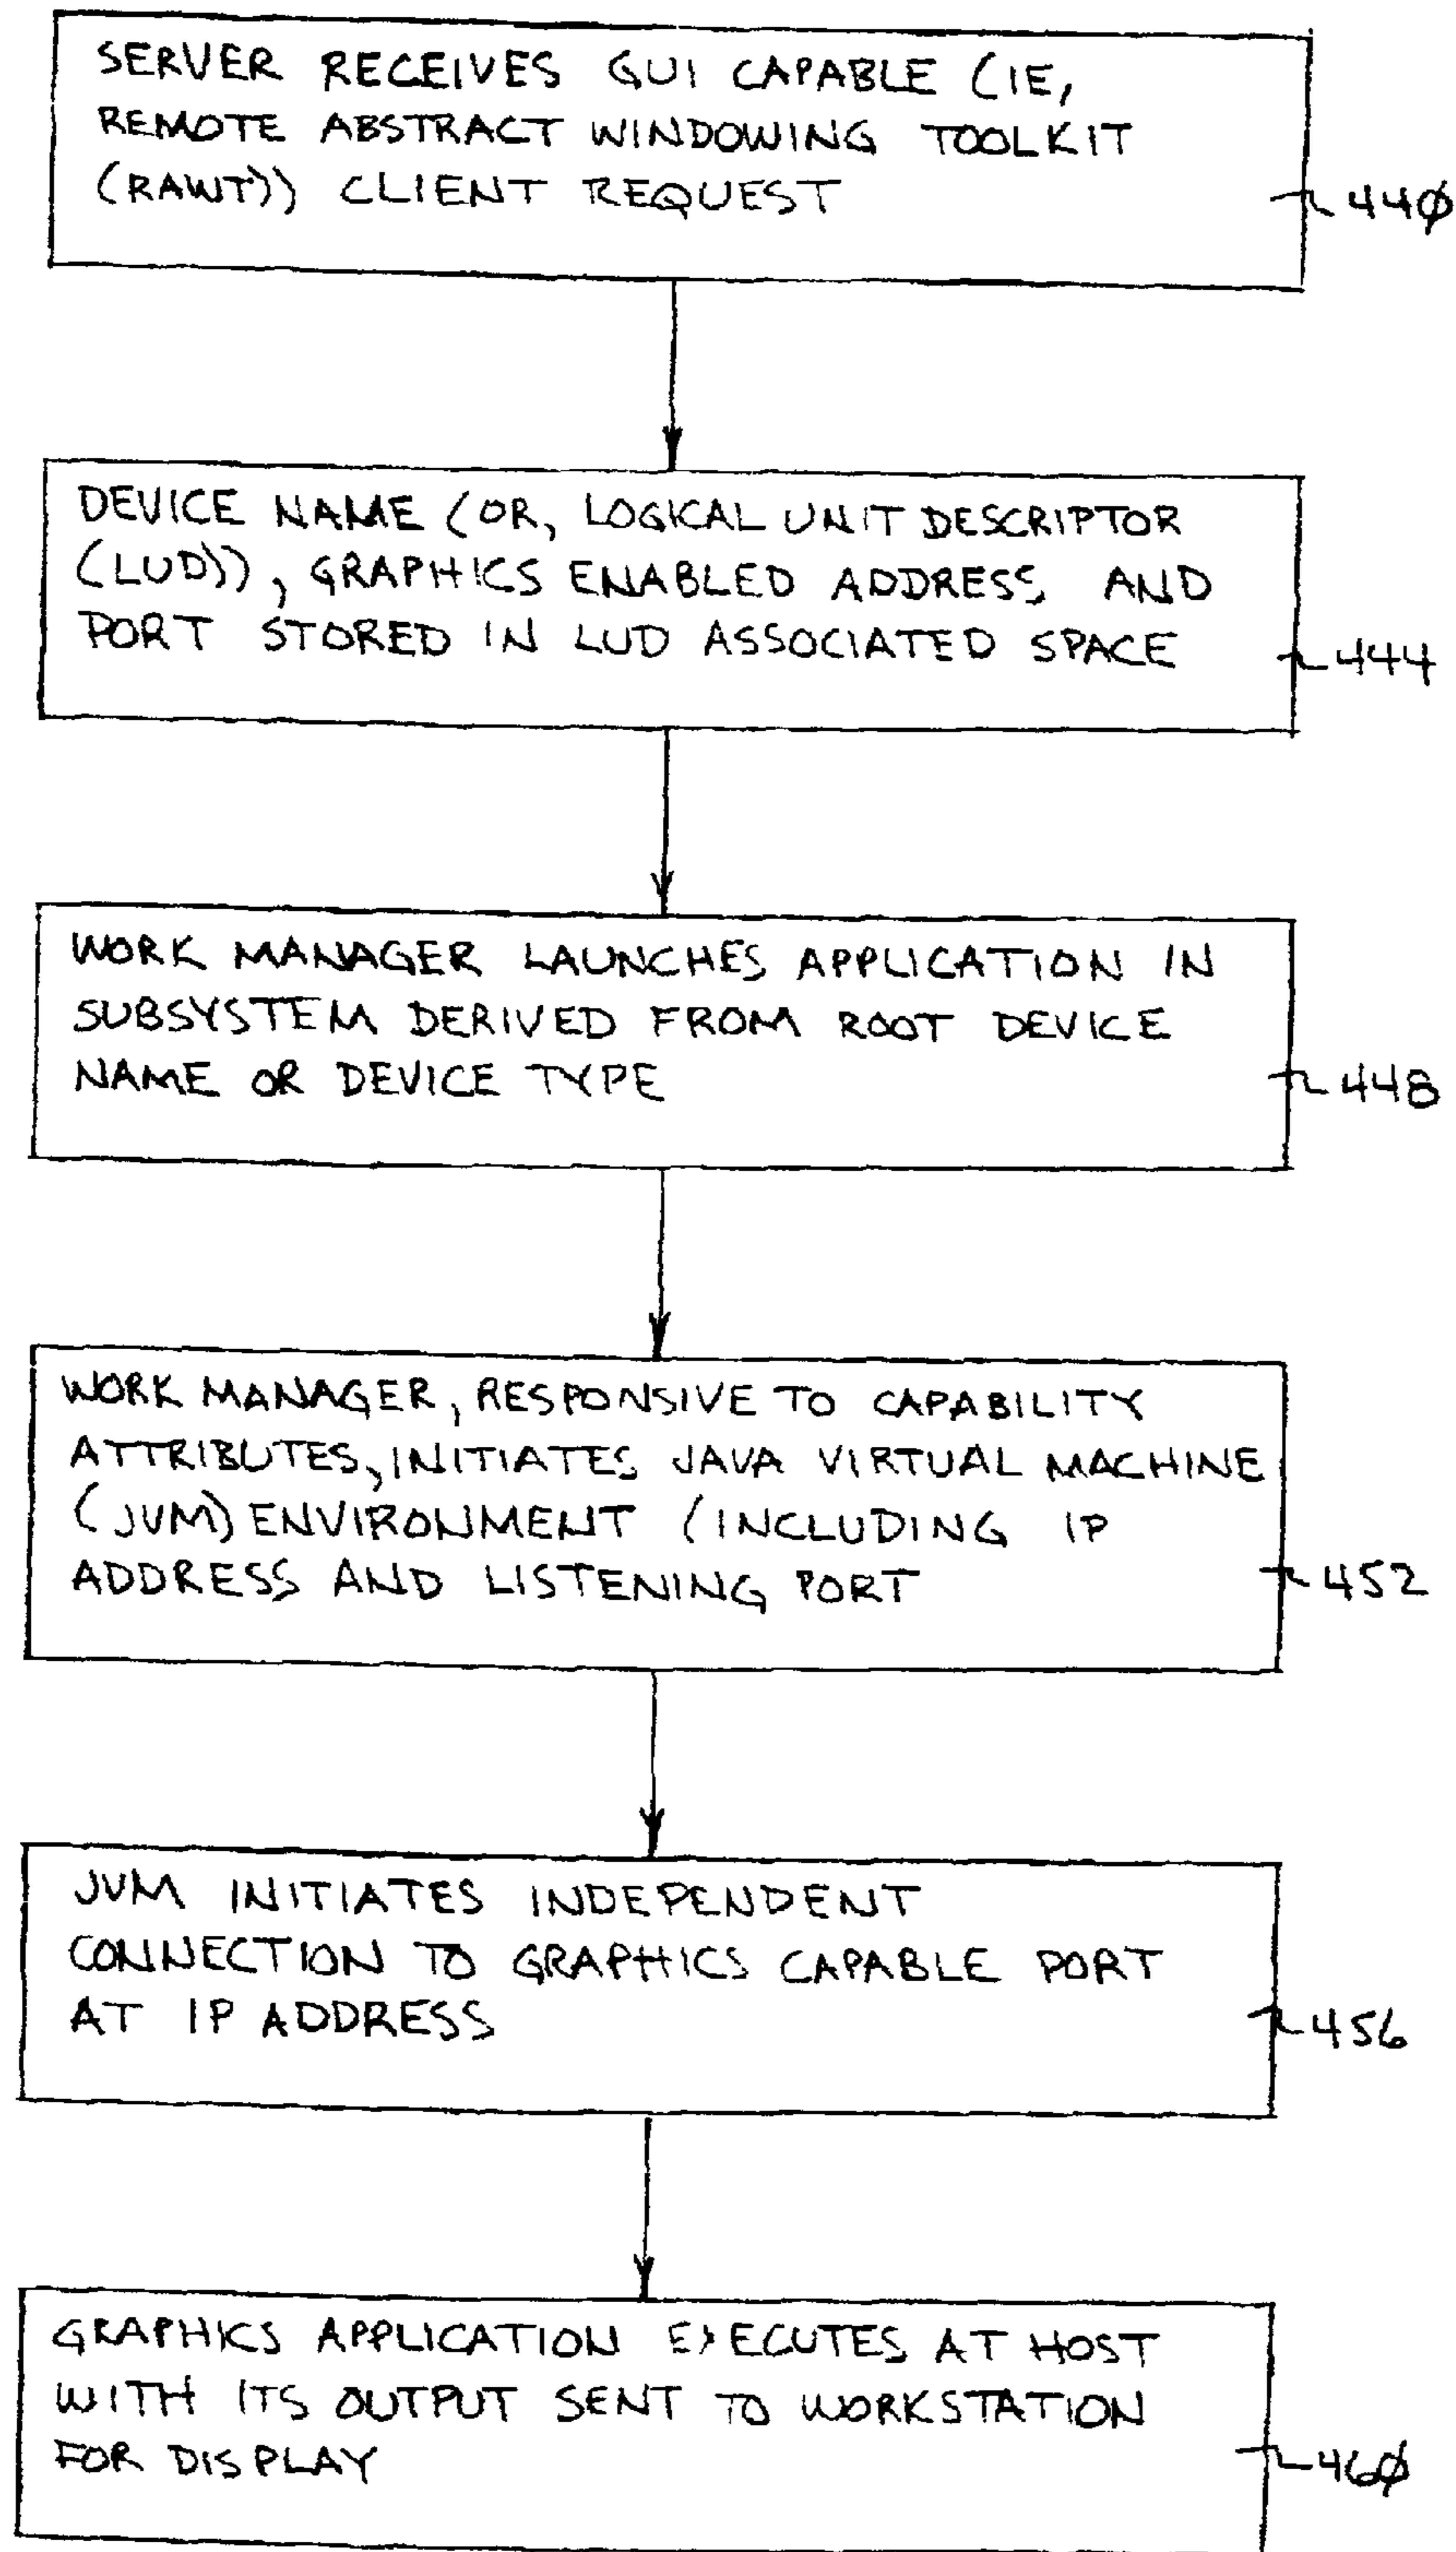 SERVER RECEIVES GUI CAPABLE (IE,
REMOTE ABSTRACT WINDOWING TOOLKIT
(RAWT)) CLIENT REQUEST
440
DEVICE NAME (OR, LOGICAL UNIT DESCRIPTOR
(LUD)), GRAPHICS ENABLED ADDRESS AND
PORT STORED IN LUD ASSOCIATED SPACE
444
WORK MANAGER LAUNCHES APPLICATION IN
SUBSYSTEM DERIVED FROM ROOT DEVICE
NAME OR DEVICE TYPE
448
WORK MANAGER, RESPONSIVE TO CAPABILITY
ATTRIBUTES, INITIATES JAVA VIRTUAL MACHINE
(JVM) ENVIRONMENT (INCLUDING IP
ADDRESS AND LISTENING PORT
452
JVM INITIATES INDEPENDENT
CONNECTION TO GRAPHICS CAPABLE PORT
AT IP ADDRESS
456
GRAPHICS APPLICATION EXECUTES AT HOST
WITH ITS OUTPUT SENT TO WORKSTATION
FOR DISPLAY
460